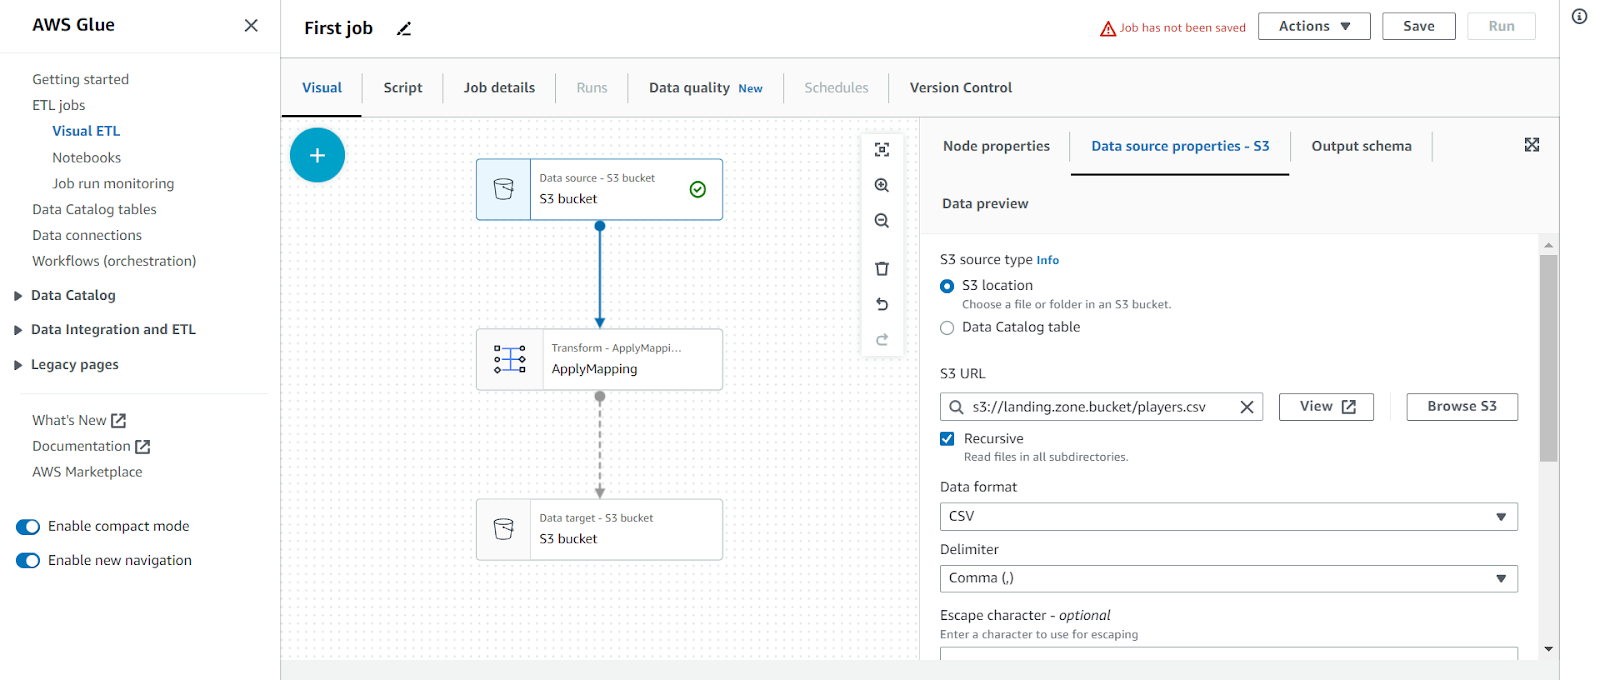 AWS Glue
Getting started
ETL jobs
Visual ETL
Notebooks
Job run monitoring
Data Catalog tables
Data connections
Workflows (orchestration)
Data Catalog
Data Integration and ETL
Legacy pages
What's New
Documentation
AWS Marketplace
Enable compact mode
Enable new navigation
First job
Job has not been saved
Actions
Save
Run
Visual
Script
Job details
Runs
Data quality New
Schedules
Version Control
Data source - S3 bucket
S3 bucket
Transform - ApplyMappi...
ApplyMapping
Data target - S3 bucket
S3 bucket
Node properties
Data source properties - S3
Output schema
Data preview
S3 source type Info
S3 location
Choose a file or folder in an S3 bucket.
Data Catalog table
S3 URL
s3://landing.zone.bucket/players.csv
View
Browse S3
Recursive
Read files in all subdirectories.
Data format
CSV
Delimiter
Comma (,)
Escape character - optional
Enter a character to use for escaping